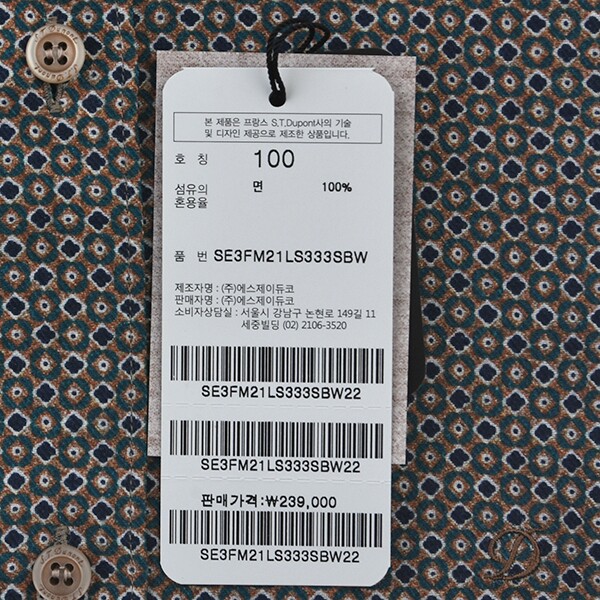 본 제품은 프랑스 S.T.Dupont사의 기술
및 디자인 제공으로 제조한 상품입니다.
호 칭 100
섬유의 면 100%
혼용율
품 번 SE3FM21LS333SBW
제조자명 : (주)에스제이듀코
판매자명 : (주)에스제이듀코
소비자상담실 : 서울시 강남구 논현로 149길 11
세중빌딩 (02) 2106-3520
SE3FM21LS333SBW22
SE3FM21LS333SBW22
판매가격:₩239,000
SE3FM21LS333SBW22